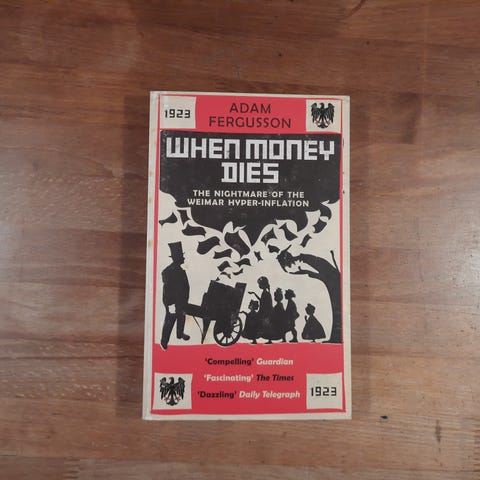 1923
ADAM
FERGUSSON
WHEN MONEY
DIES
THE NIGHTMARE OF THE
WEIMAR HYPER-INFLATION
'Compelling' Guardian
'Fascinating' The Times
'Dazzling' Daily Telegraph
1923